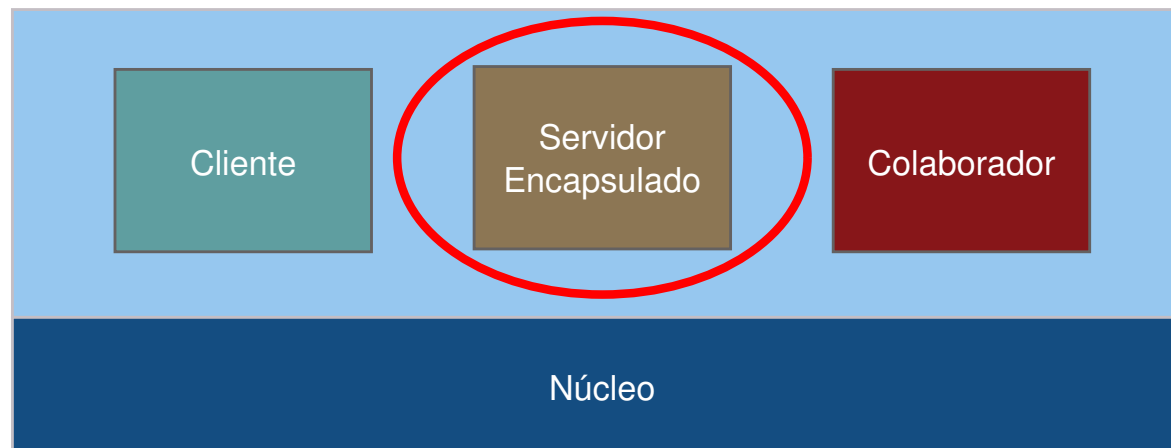 Cliente
Servidor
Encapsulado
Colaborador
Núcleo